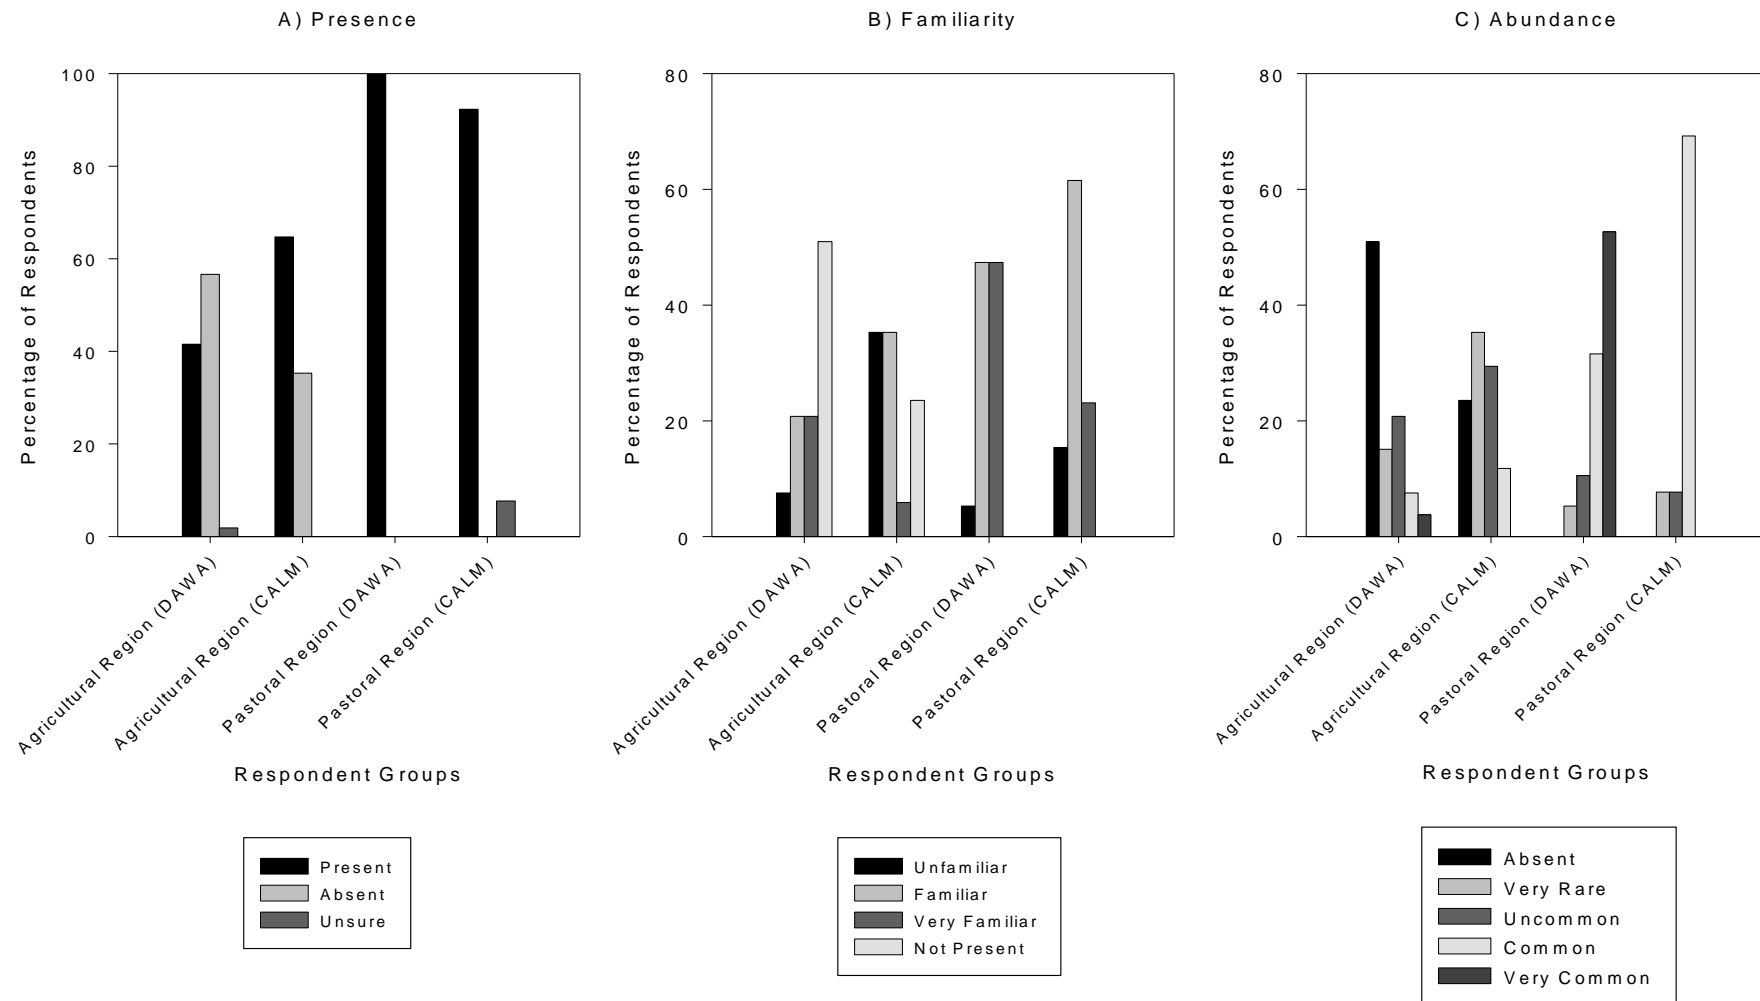 A) Presence
Percentage of Respondents
100
80
60
40
20
0
Agricultural Region (DAWA)
Agricultural Region (CALM)
Pastoral Region (DAWA)
Pastoral Region (CALM)
Respondent Groups
Present
Absent
Unsure
B) Familiarity
Percentage of Respondents
80
60
40
20
0
Agricultural Region (DAWA)
Agricultural Region (CALM)
Pastoral Region (DAWA)
Pastoral Region (CALM)
Respondent Groups
Unfamiliar
Familiar
Very Familiar
Not Present
C) Abundance
Percentage of Respondents
80
60
40
20
0
Agricultural Region (DAWA)
Agricultural Region (CALM)
Pastoral Region (DAWA)
Pastoral Region (CALM)
Respondent Groups
Absent
Very Rare
Uncommon
Common
Very Common